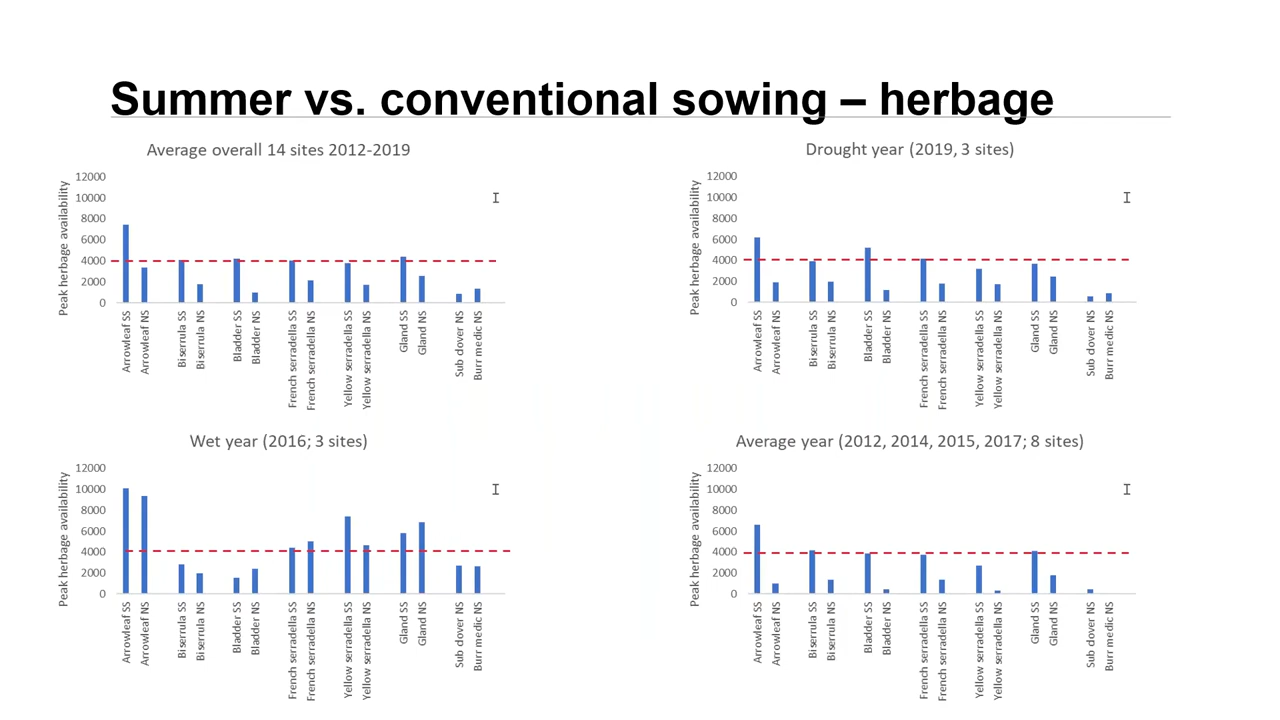 Summer vs. conventional sowing – herbage
Average overall 14 sites 2012-2019
Peak herbage availability
12000
10000
8000
6000
4000
2000
0
Arrowleaf SS
Arrowleaf NS
Biserrula SS
Biserrula NS
Bladder SS
Bladder NS
French serradella SS
French serradella NS
Yellow serradella SS
Yellow serradella NS
Gland SS
Gland NS
Sub clover NS
Burr medic NS
Drought year (2019, 3 sites)
Peak herbage availability
12000
10000
8000
6000
4000
2000
0
Arrowleaf SS
Arrowleaf NS
Biserrula SS
Biserrula NS
Bladder SS
Bladder NS
French serradella SS
French serradella NS
Yellow serradella SS
Yellow serradella NS
Gland SS
Gland NS
Sub clover NS
Burr medic NS
Wet year (2016; 3 sites)
Peak herbage availability
12000
10000
8000
6000
4000
2000
0
Arrowleaf SS
Arrowleaf NS
Biserrula SS
Biserrula NS
Bladder SS
Bladder NS
French serradella SS
French serradella NS
Yellow serradella SS
Yellow serradella NS
Gland SS
Gland NS
Sub clover NS
Burr medic NS
Average year (2012, 2014, 2015, 2017; 8 sites)
Peak herbage availability
12000
10000
8000
6000
4000
2000
0
Arrowleaf SS
Arrowleaf NS
Biserrula SS
Biserrula NS
Bladder SS
Bladder NS
French serradella SS
French serradella NS
Yellow serradella SS
Yellow serradella NS
Gland SS
Gland NS
Sub clover NS
Burr medic NS